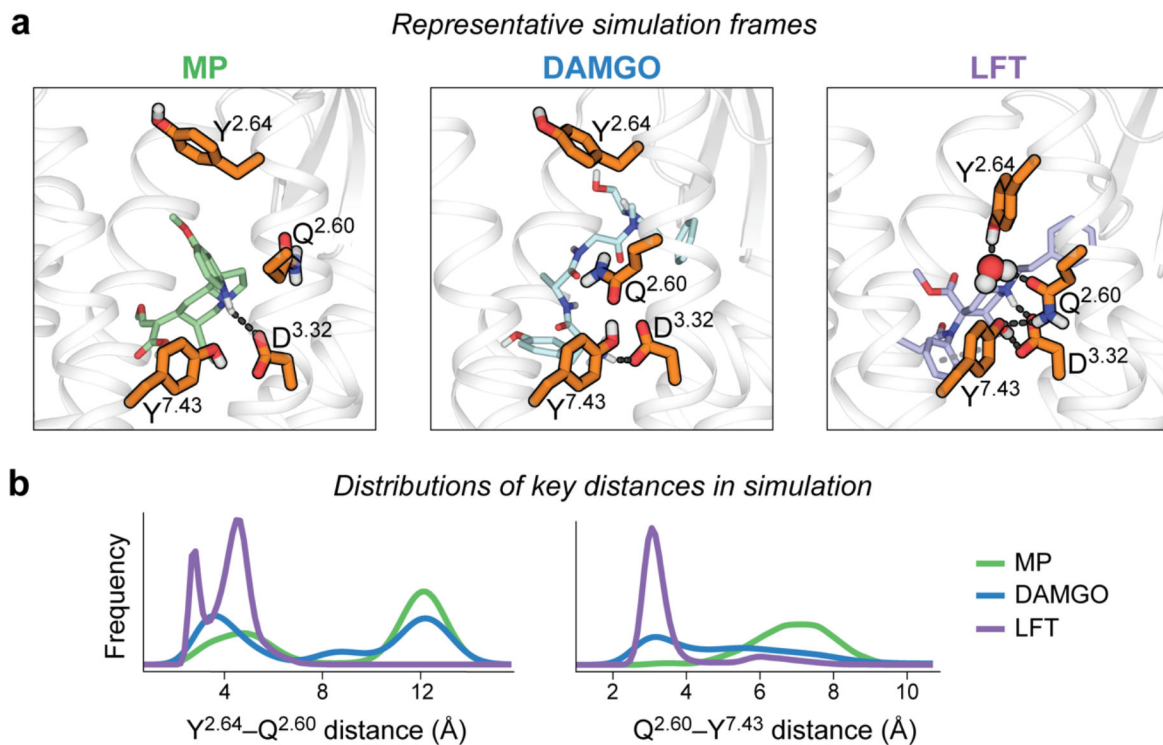 a
Representative simulation frames
MP
DAMGO
LFT
Y2.64
Q2.60
D3.32
Y7.43
Y2.64
Q2.60
D3.32
Y7.43
Y2.64
Q2.60
D3.32
Y7.43
b
Distributions of key distances in simulation
Frequency
4 8 12
Y2.64–Q2.60 distance (Å)
2 4 6 8 10
Q2.60–Y7.43 distance (Å)
MP
DAMGO
LFT